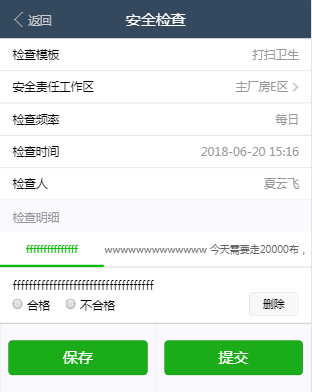 返回 安全检查
检查模板 打扫卫生
安全责任工作区 主厂房E区
检查频率 每日
检查时间 2018-06-20 15:16
检查人 夏云飞
检查明细
fffffffffffffff wwwwwwwwwwwwww 今天需要走20000布，
ffffffffffffffffffffffffffffffffffff
合格 不合格 删除
保存 提交